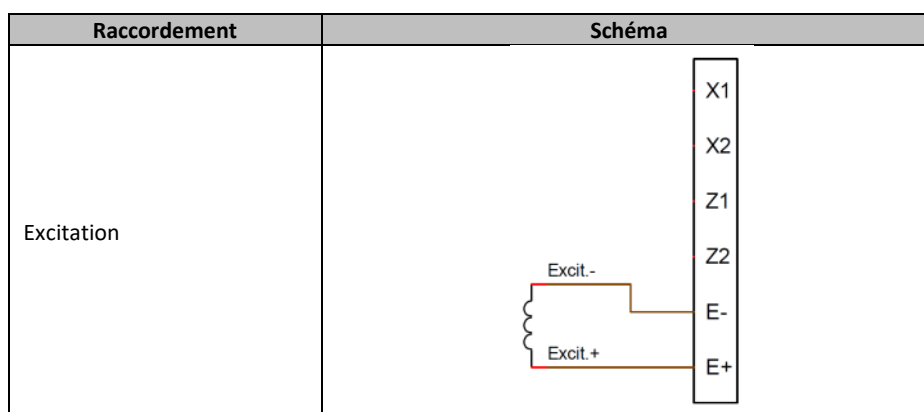 Raccordement
Schéma
Excitation
X1
X2
Z1
Z2
Excit.-
E-
Excit.+
E+